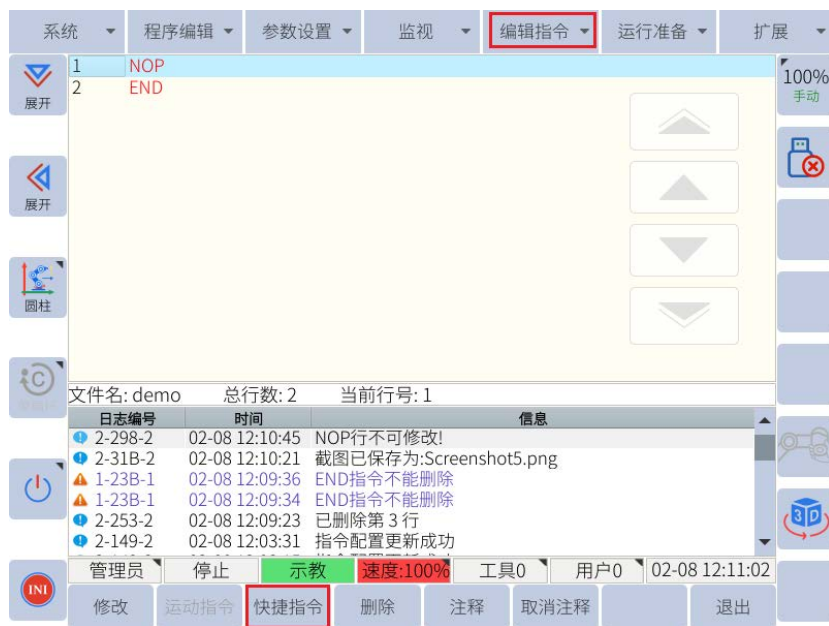 系统 程序编辑 参数设置 监视 编辑指令 运行准备 扩展
展开
展开
圆柱
INI
1 NOP
2 END
100%
手动
3D
文件名: demo 总行数: 2 当前行号: 1
日志编号 时间 信息
2-298-2 02-08 12:10:45 NOP行不可修改!
2-31B-2 02-08 12:10:21 截图已保存为:Screenshot5.png
1-23B-1 02-08 12:09:36 END指令不能删除
1-23B-1 02-08 12:09:34 END指令不能删除
2-253-2 02-08 12:09:23 已删除第 3 行
2-149-2 02-08 12:03:31 指令配置更新成功
管理员 停止 示教 速度:100% 工具0 用户0 02-08 12:11:02
修改 运动指令 快捷指令 删除 注释 取消注释 退出